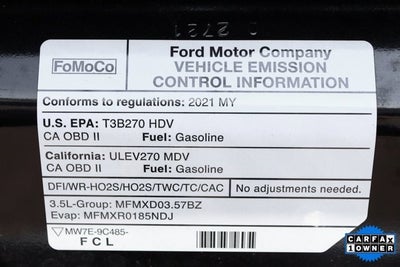 2721
FoMoCo
Ford Motor Company
VEHICLE EMISSION
CONTROL INFORMATION
Conforms to regulations: 2021 MY
U.S. EPA: T3B270 HDV
CA OBD II Fuel: Gasoline
California: ULEV270 MDV
CA OBD II Fuel: Gasoline
DFI/WR-HO2S/HO2S/TWC/TC/CAC
No adjustments needed.
3.5L-Group: MFMXD03.57BZ
Evap: MFMXR0185NDJ
MW7E-9C485-
FCL
CARFAX
1 OWNER